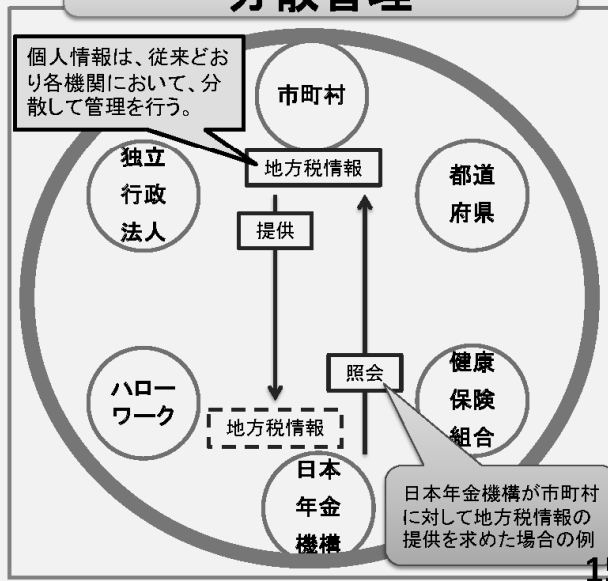 分散管理
個人情報は、従来どお
り各機関において、分
散して管理を行う。
市町村
地方税情報
独立
行政
法人
都道
府県
提供
照会
ハロー
ワーク
健康
保険
組合
地方税情報
日本
年金
機構
日本年金機構が市町村
に対して地方税情報の
提供を求めた場合の例